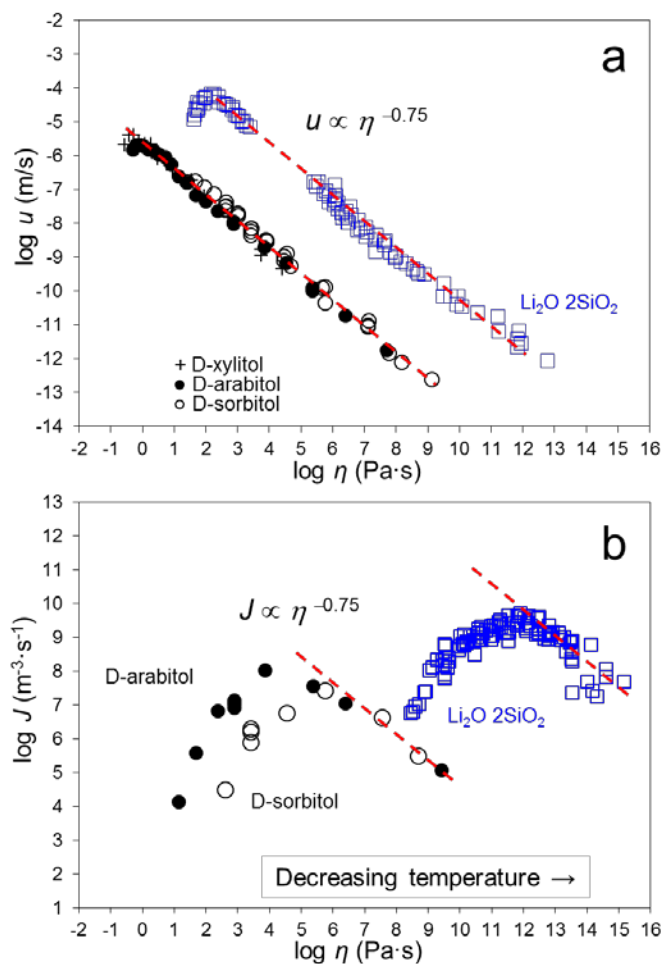 a
-2
-3
-4
-5
-6
-7
-8
-9
-10
-11
-12
-13
-14
log u (m/s)
u ∝ η −0.75
Li2O 2SiO2
+ D-xylitol
● D-arabitol
○ D-sorbitol
-2 -1 0 1 2 3 4 5 6 7 8 9 10 11 12 13 14 15 16
log η (Pa·s)
b
13
12
11
10
9
8
7
6
5
4
3
2
1
log J (m−3·s−1)
J ∝ η −0.75
D-arabitol
Li2O 2SiO2
D-sorbitol
Decreasing temperature →
-2 -1 0 1 2 3 4 5 6 7 8 9 10 11 12 13 14 15 16
log η (Pa·s)